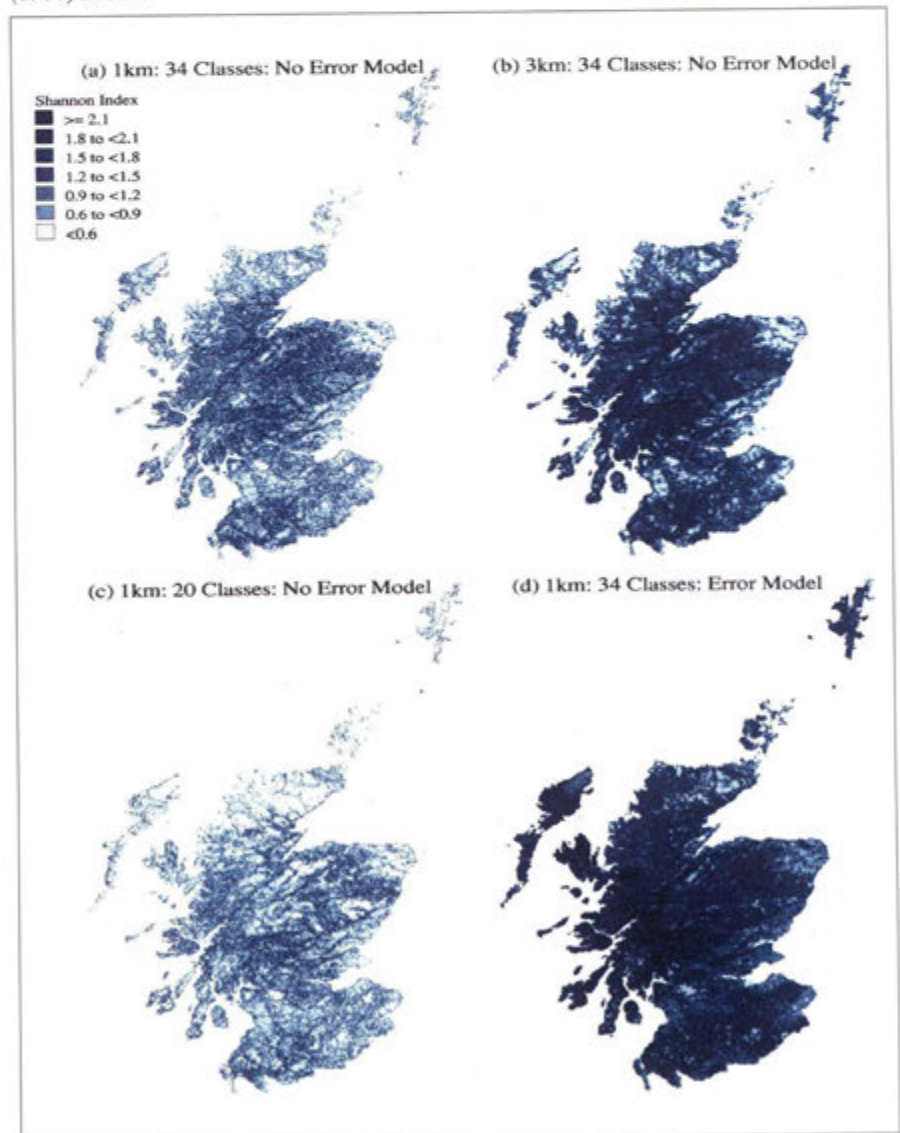 (a) 1km: 34 Classes: No Error Model
(b) 3km: 34 Classes: No Error Model
Shannon Index
>= 2.1
1.8 to <2.1
1.5 to <1.8
1.2 to <1.5
0.9 to <1.2
0.6 to <0.9
<0.6
(c) 1km: 20 Classes: No Error Model
(d) 1km: 34 Classes: Error Model